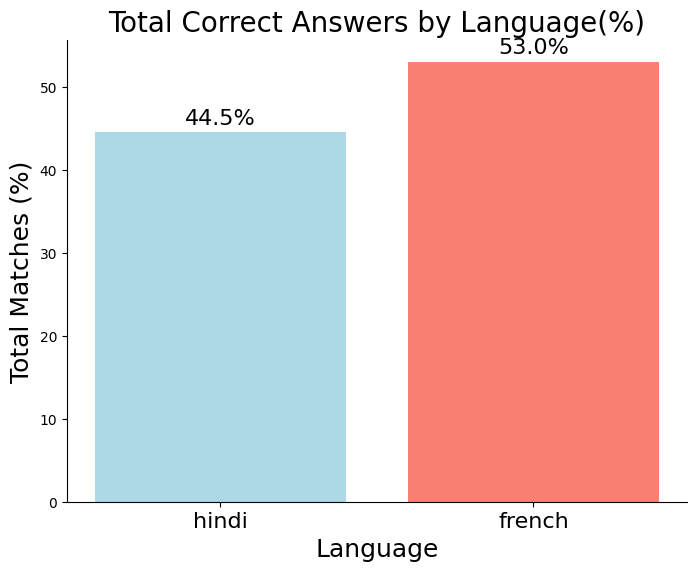 Total Correct Answers by Language(%)
53.0%
44.5%
50
40
30
20
10
0
Total Matches (%)
hindi
french
Language